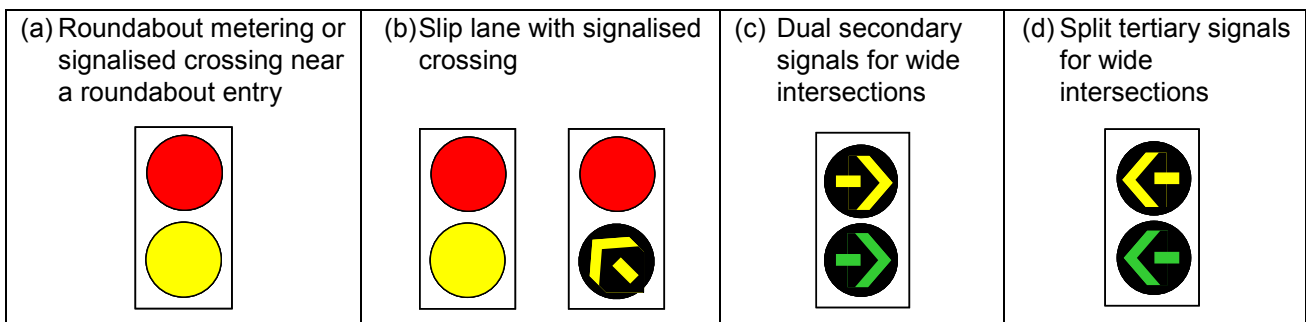 (a) Roundabout metering or
signalised crossing near
a roundabout entry
(b) Slip lane with signalised
crossing
(c) Dual secondary
signals for wide
intersections
(d) Split tertiary signals
for wide
intersections